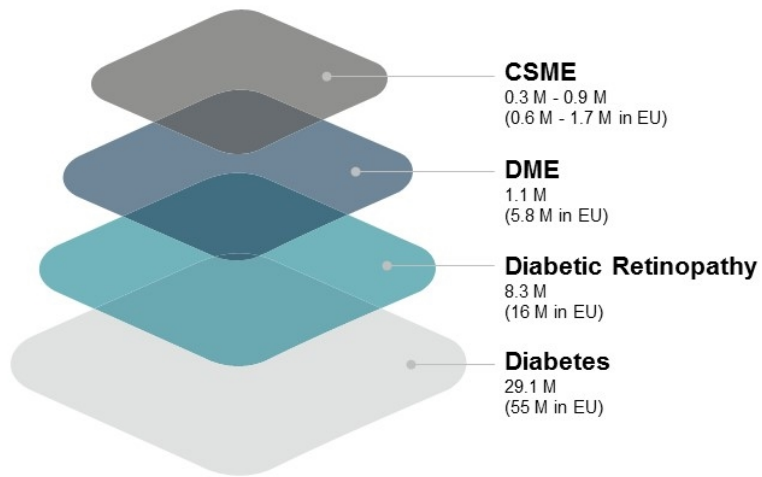 CSME
0.3 M - 0.9 M
(0.6 M - 1.7 M in EU)
DME
1.1 M
(5.8 M in EU)
Diabetic Retinopathy
8.3 M
(16 M in EU)
Diabetes
29.1 M
(55 M in EU)